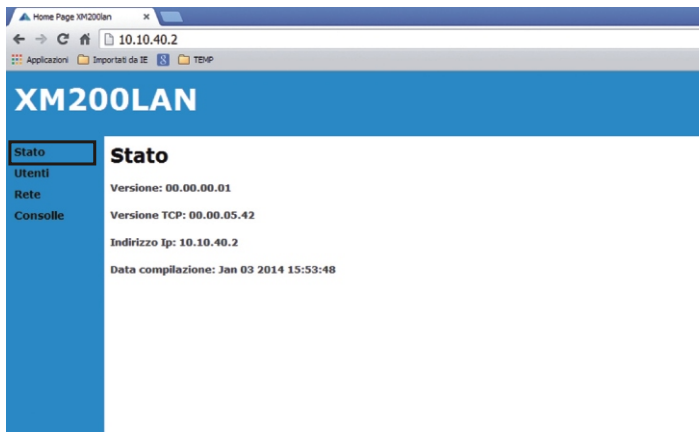 Home Page XM200lan
10.10.40.2
Applicazioni Importati da IE 8 TEMP
XM200LAN
Stato
Utenti
Rete
Consolle
Stato
Versione: 00.00.00.01
Versione TCP: 00.00.05.42
Indirizzo Ip: 10.10.40.2
Data compilazione: Jan 03 2014 15:53:48